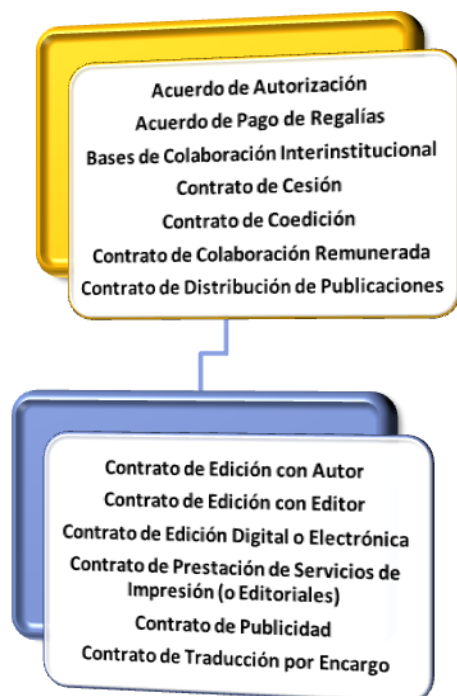 Acuerdo de Autorización
Acuerdo de Pago de Regalías
Bases de Colaboración Interinstitucional
Contrato de Cesión
Contrato de Coedición
Contrato de Colaboración Remunerada
Contrato de Distribución de Publicaciones
Contrato de Edición con Autor
Contrato de Edición con Editor
Contrato de Edición Digital o Electrónica
Contrato de Prestación de Servicios de
Impresión (o Editoriales)
Contrato de Publicidad
Contrato de Traducción por Encargo